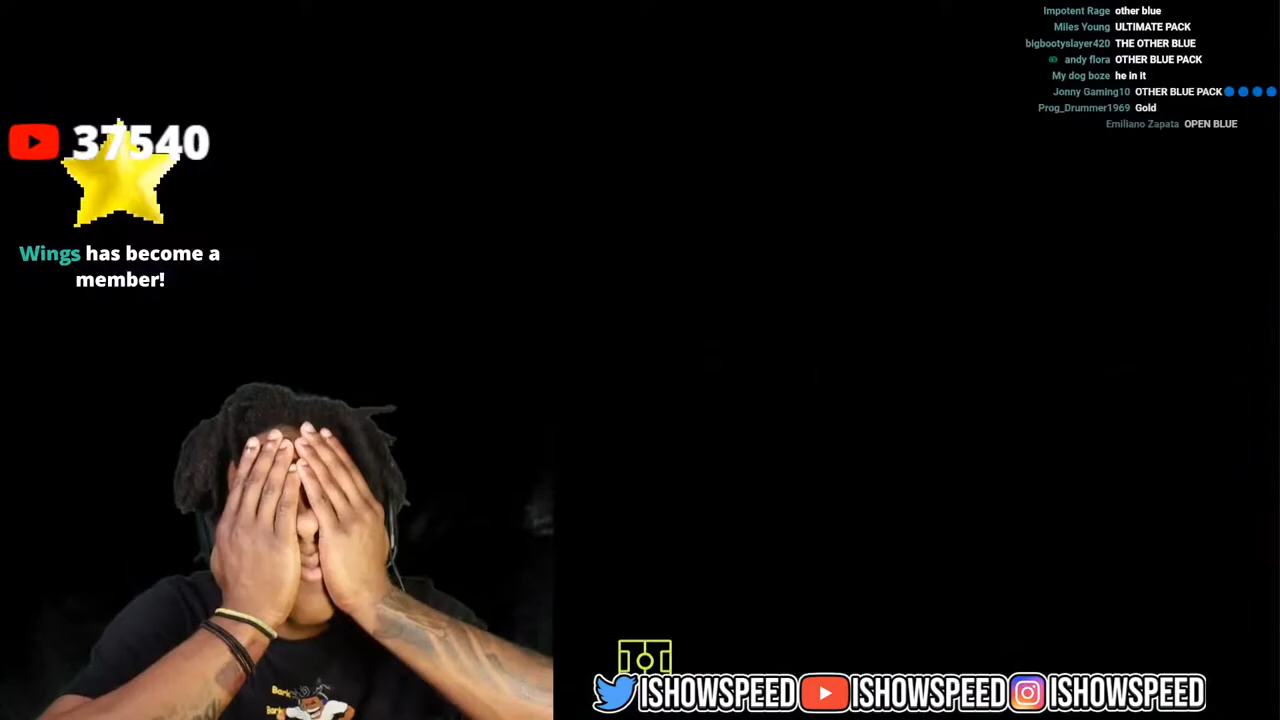 Impotent Rage other blue
Miles Young ULTIMATE PACK
bigbootyslayer420 THE OTHER BLUE
andy flora OTHER BLUE PACK
My dog boze he in it
Jonny Gaming10 OTHER BLUE PACK
Prog_Drummer1969 Gold
Emiliano Zapata OPEN BLUE
37540
Wings has become a
member!
Bark
Bark
ISHOWSPEED ISHOWSPEED ISHOWSPEED